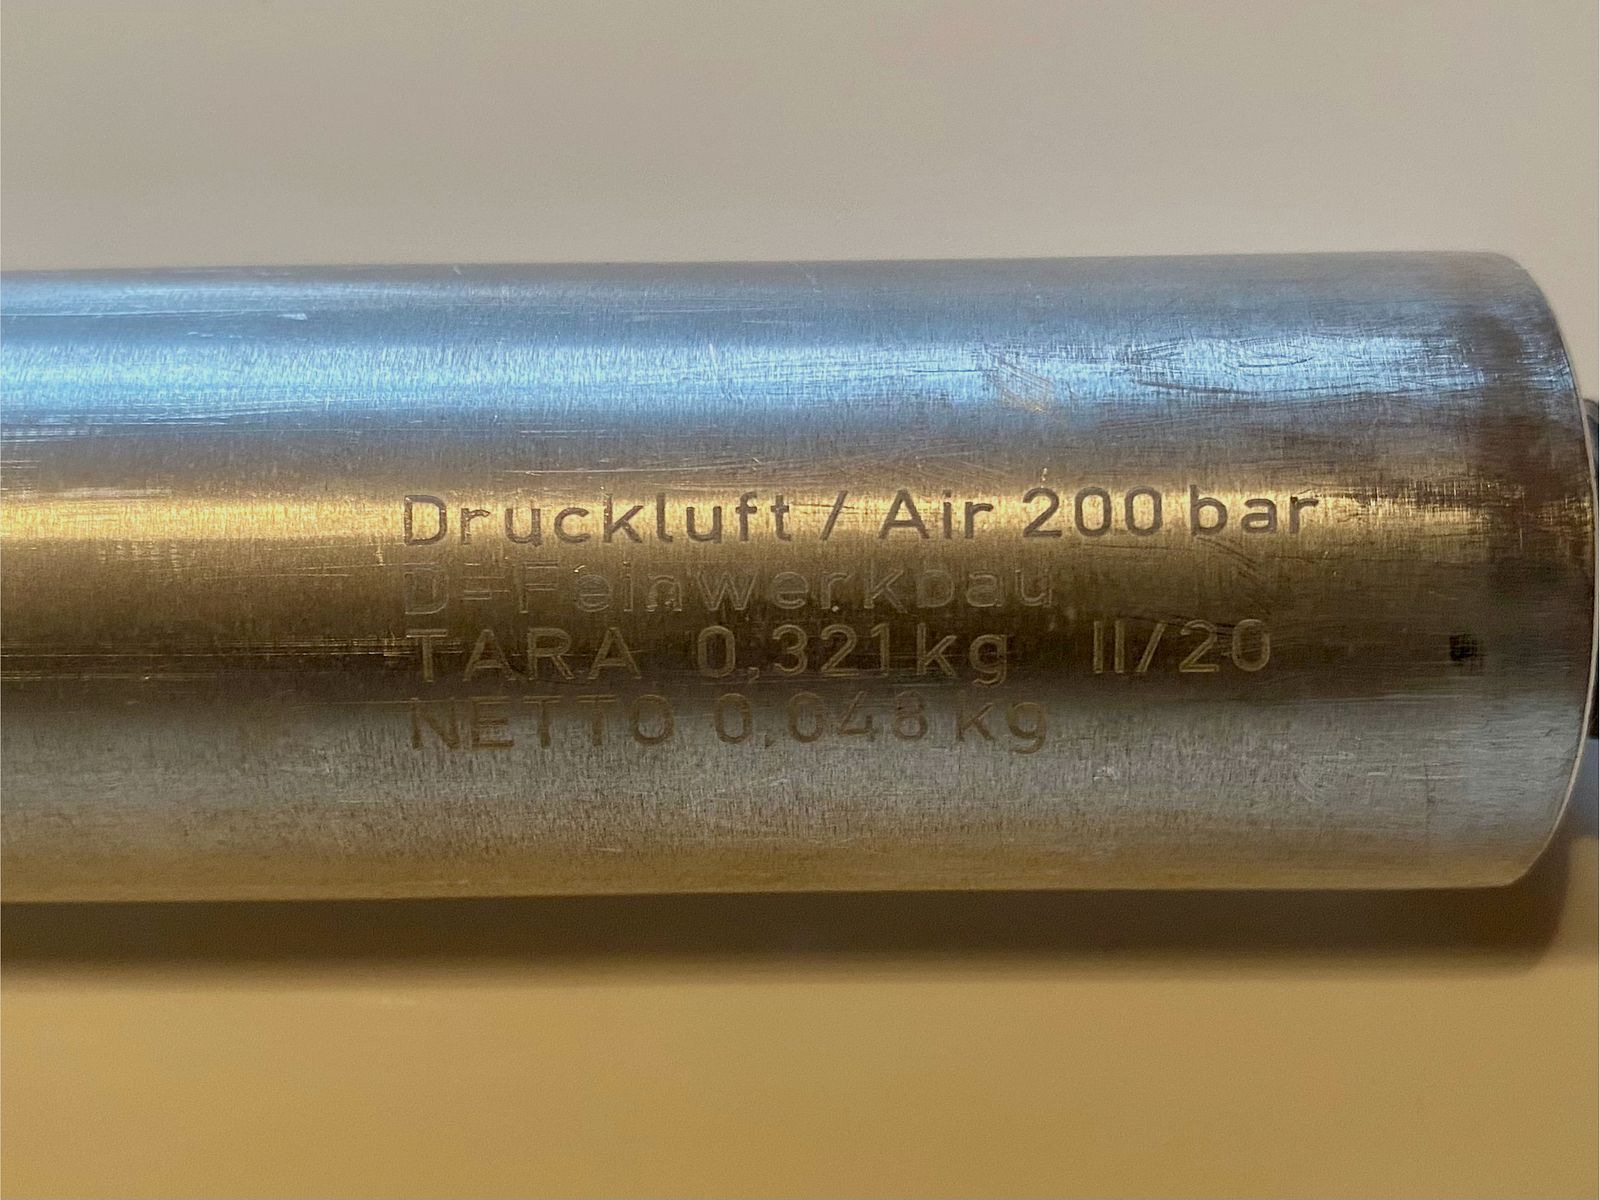 Druckluft / Air 200 bar
D=Feinwerkbau
TARA 0,321kg II/20
NETTO 0,048kg